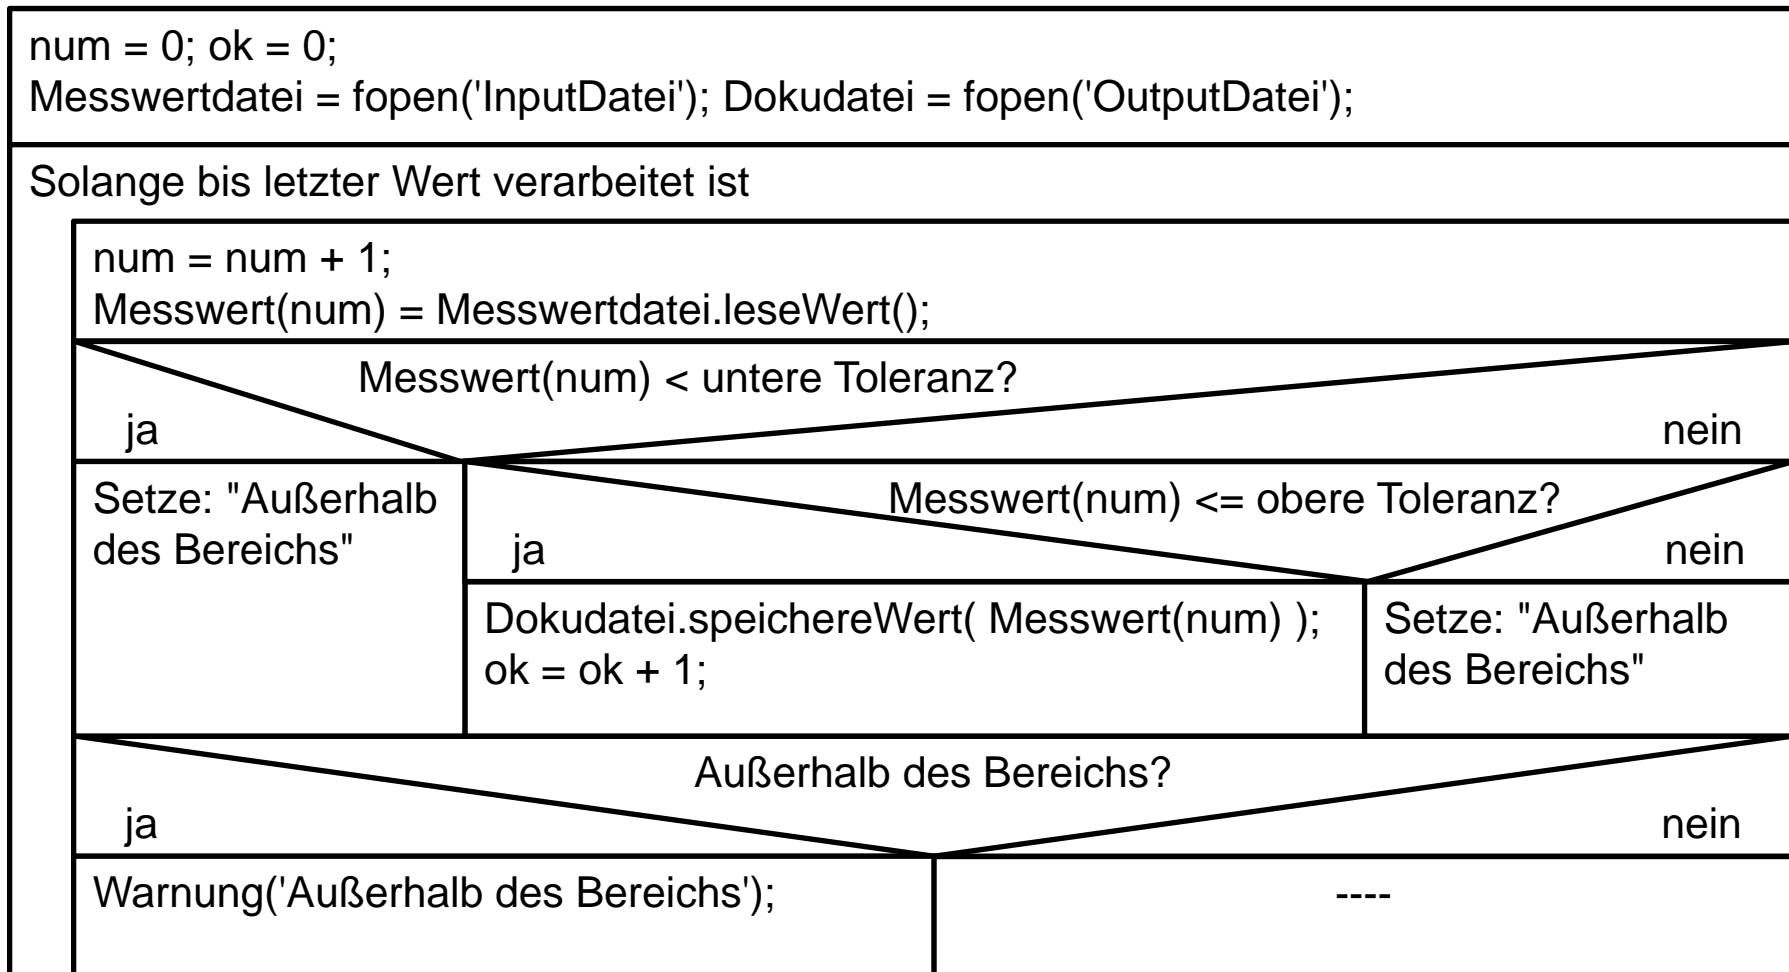 num = 0; ok = 0;
Messwertdatei = fopen('InputDatei'); Dokudatei = fopen('OutputDatei');
Solange bis letzter Wert verarbeitet ist
num = num + 1;
Messwert(num) = Messwertdatei.leseWert();
Messwert(num) < untere Toleranz?
ja
nein
Setze: "Außerhalb
des Bereichs"
Messwert(num) <= obere Toleranz?
ja
nein
Dokudatei.speichereWert( Messwert(num) );
ok = ok + 1;
Setze: "Außerhalb
des Bereichs"
Außerhalb des Bereichs?
ja
nein
Warnung('Außerhalb des Bereichs');
----